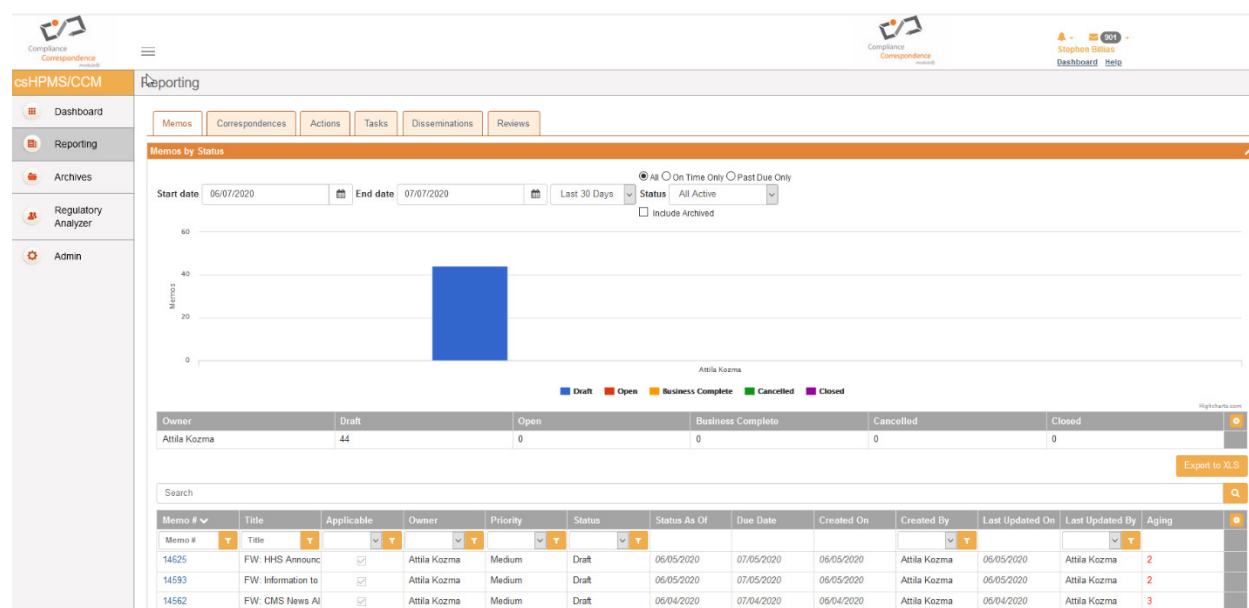 Compliance
Correspondence
module®
Compliance
Correspondence
module®
901
Stephen Billias
Dashboard Help
csHPMS/CCM
Reporting
Dashboard
Reporting
Archives
Regulatory
Analyzer
Admin
Memos Correspondences Actions Tasks Disseminations Reviews
Memos by Status
All On Time Only Past Due Only
Start date 06/07/2020 End date 07/07/2020 Last 30 Days Status All Active
Include Archived
60
40
20
0
Memos
Attila Kozma
Draft Open Business Complete Cancelled Closed
Highcharts.com
Owner Draft Open Business Complete Cancelled Closed
Attila Kozma 44 0 0 0 0
Export to XLS
Search
Memo # Title Applicable Owner Priority Status Status As Of Due Date Created On Created By Last Updated On Last Updated By Aging
Memo # Title
14625 FW: HHS Announc Attila Kozma Medium Draft 06/05/2020 07/05/2020 06/05/2020 Attila Kozma 06/05/2020 Attila Kozma 2
14593 FW: Information to Attila Kozma Medium Draft 06/05/2020 07/05/2020 06/05/2020 Attila Kozma 06/05/2020 Attila Kozma 2
14562 FW: CMS News Al Attila Kozma Medium Draft 06/04/2020 07/04/2020 06/04/2020 Attila Kozma 06/04/2020 Attila Kozma 3